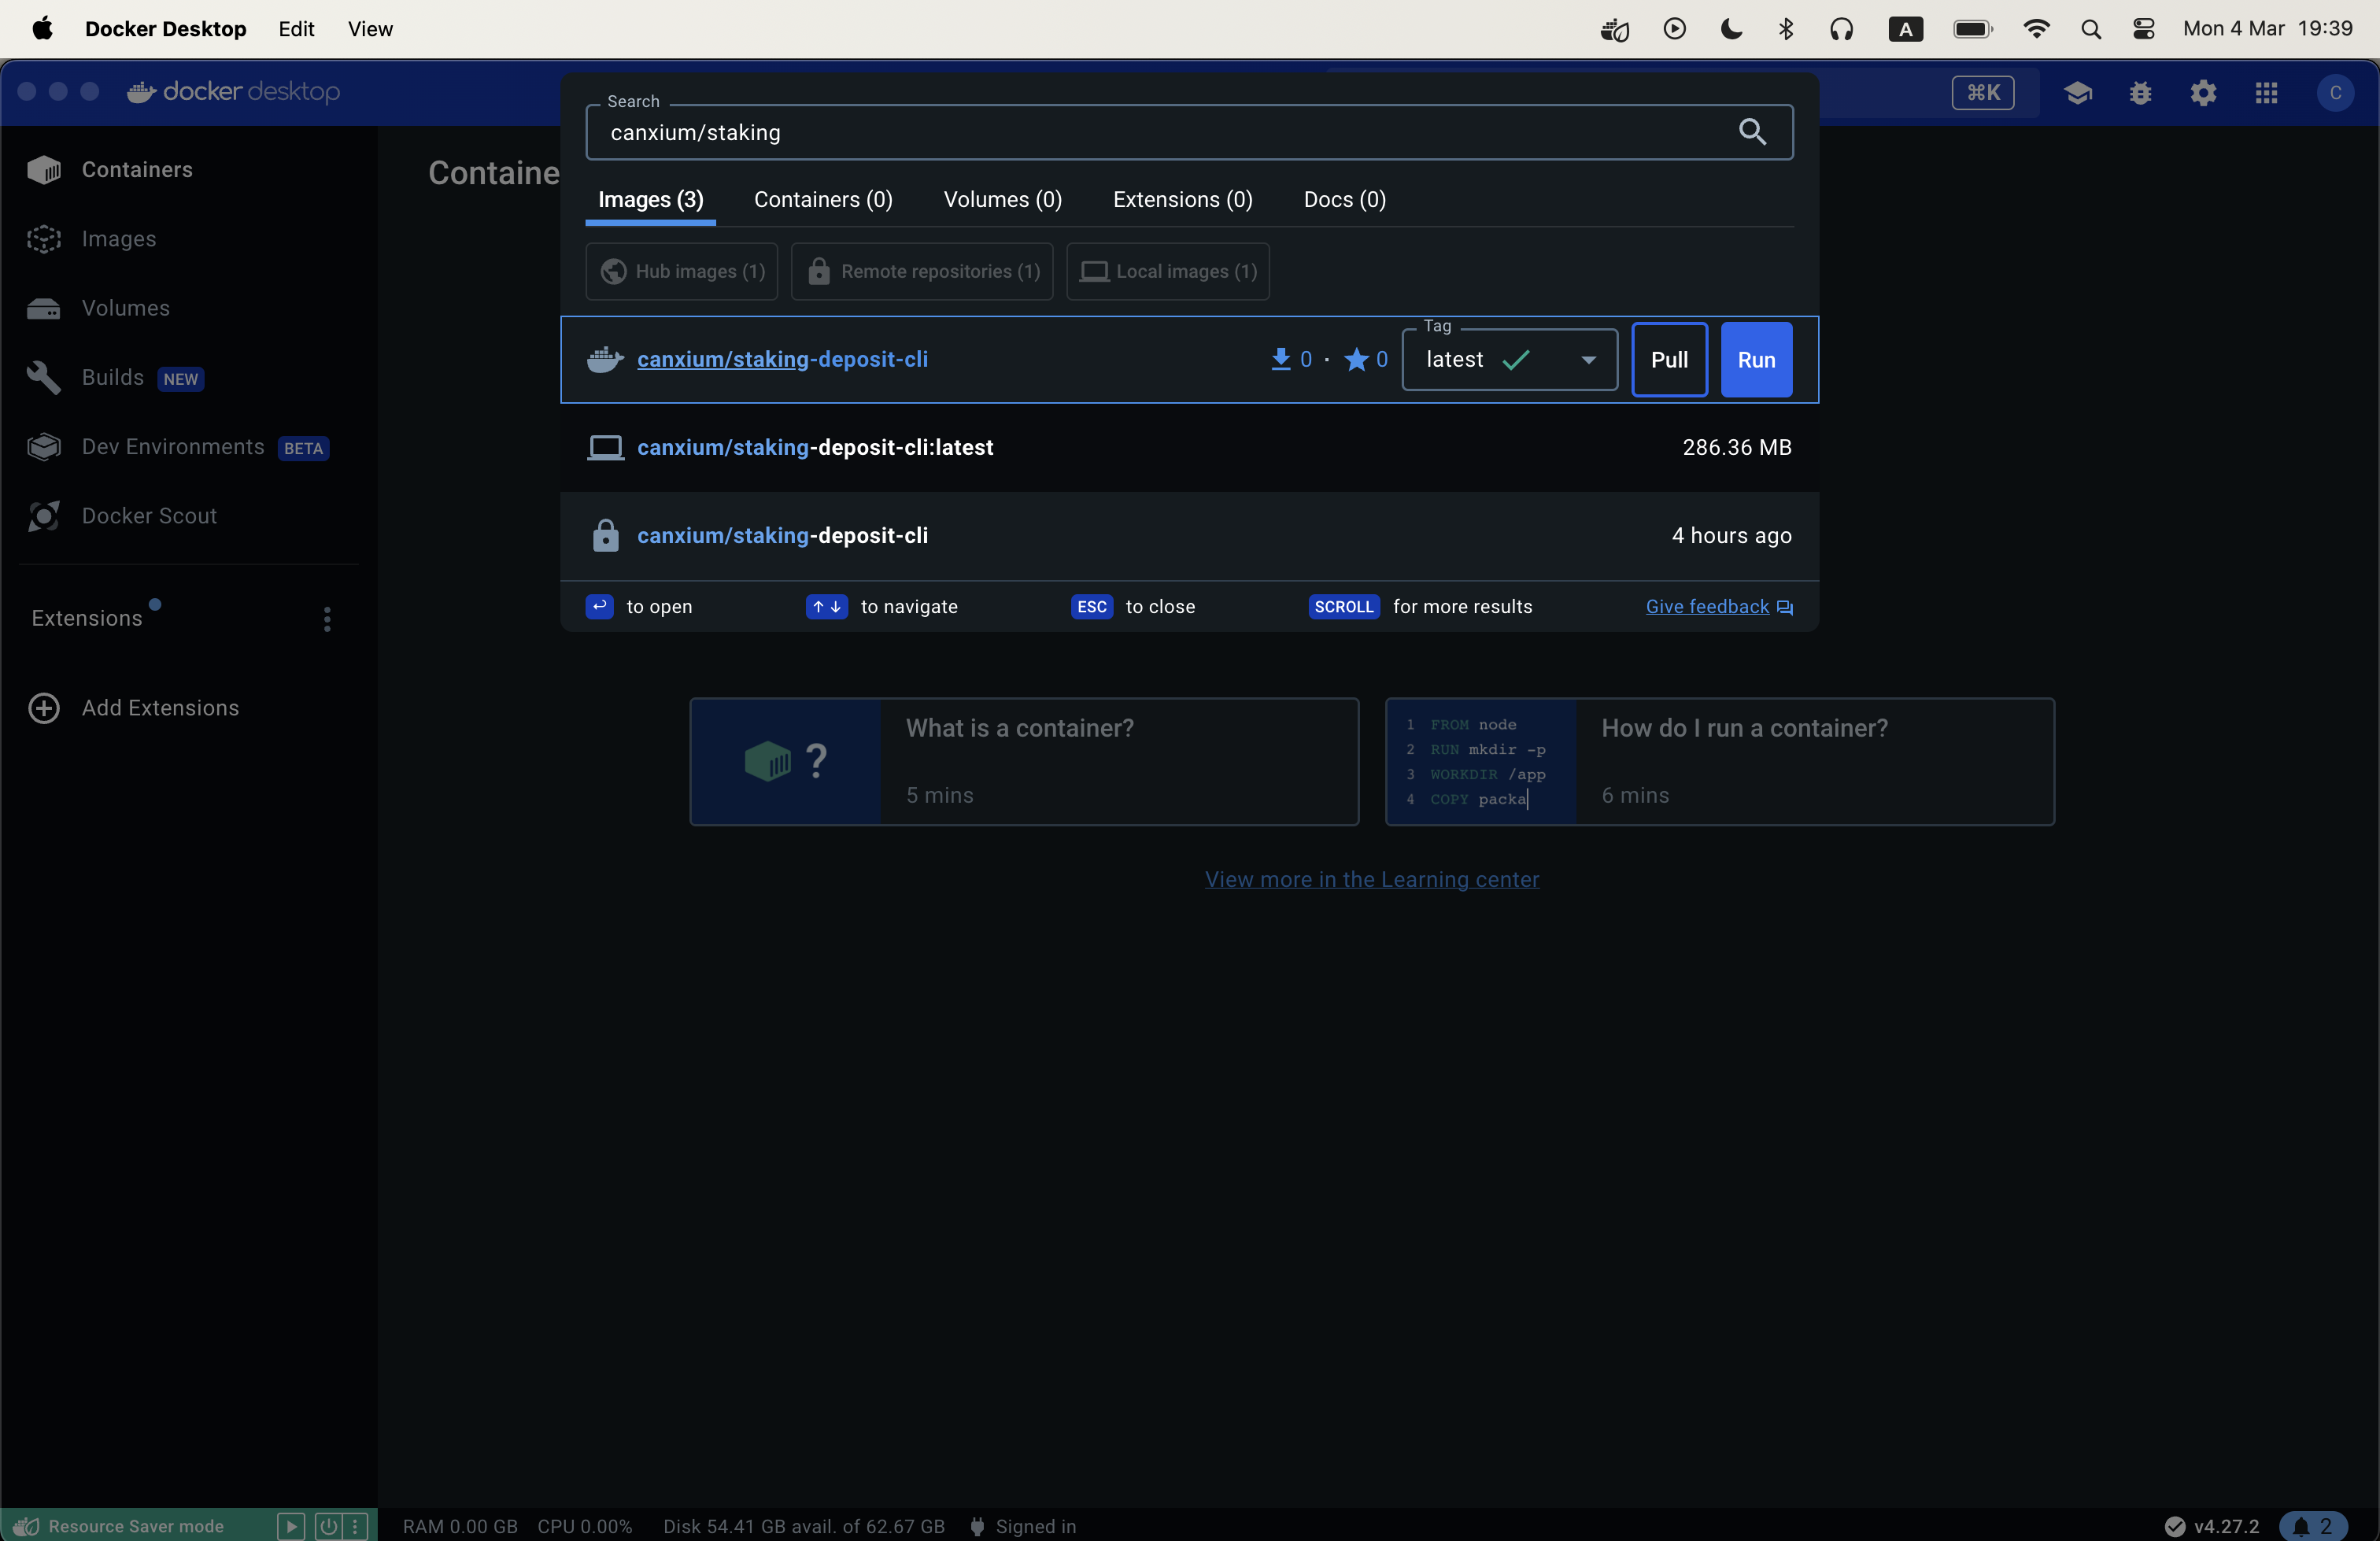 Docker Desktop Edit View
A Mon 4 Mar 19:39
docker desktop
⌘K
C
Search
canxium/staking
Containers
Containe
Images (3) Containers (0) Volumes (0) Extensions (0) Docs (0)
Images
Hub images (1) Remote repositories (1) Local images (1)
Volumes
Tag
canxium/staking-deposit-cli 0 · 0 latest Pull Run
Builds NEW
Dev Environments BETA
canxium/staking-deposit-cli:latest 286.36 MB
Docker Scout
canxium/staking-deposit-cli 4 hours ago
Extensions
↩ to open ↑ ↓ to navigate ESC to close SCROLL for more results Give feedback
Add Extensions
What is a container?
5 mins
?
1 FROM node
2 RUN mkdir -p
3 WORKDIR /app
4 COPY packa
How do I run a container?
6 mins
View more in the Learning center
Resource Saver mode RAM 0.00 GB CPU 0.00% Disk 54.41 GB avail. of 62.67 GB Signed in v4.27.2 2